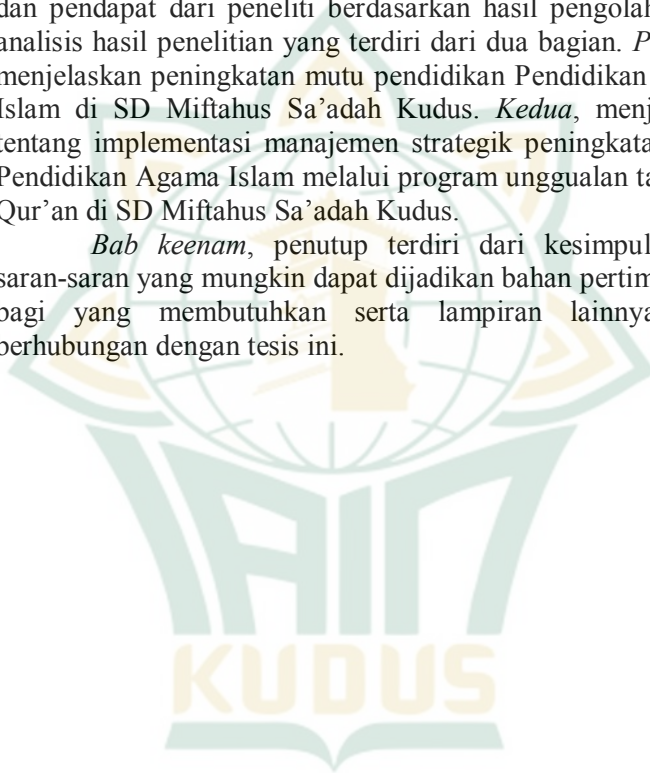 dan pendapat dari peneliti berdasarkan hasil pengolah
analisis hasil penelitian yang terdiri dari dua bagian. P
menjelaskan peningkatan mutu pendidikan Pendidikan
Islam di SD Miftahus Sa’adah Kudus. Kedua, menj
tentang implementasi manajemen strategik peningkata
Pendidikan Agama Islam melalui program unggualan ta
Qur’an di SD Miftahus Sa’adah Kudus.
Bab keenam, penutup terdiri dari kesimpul
saran-saran yang mungkin dapat dijadikan bahan pertim
bagi yang membutuhkan serta lampiran lainnya
berhubungan dengan tesis ini.
IAIN
KUDUS